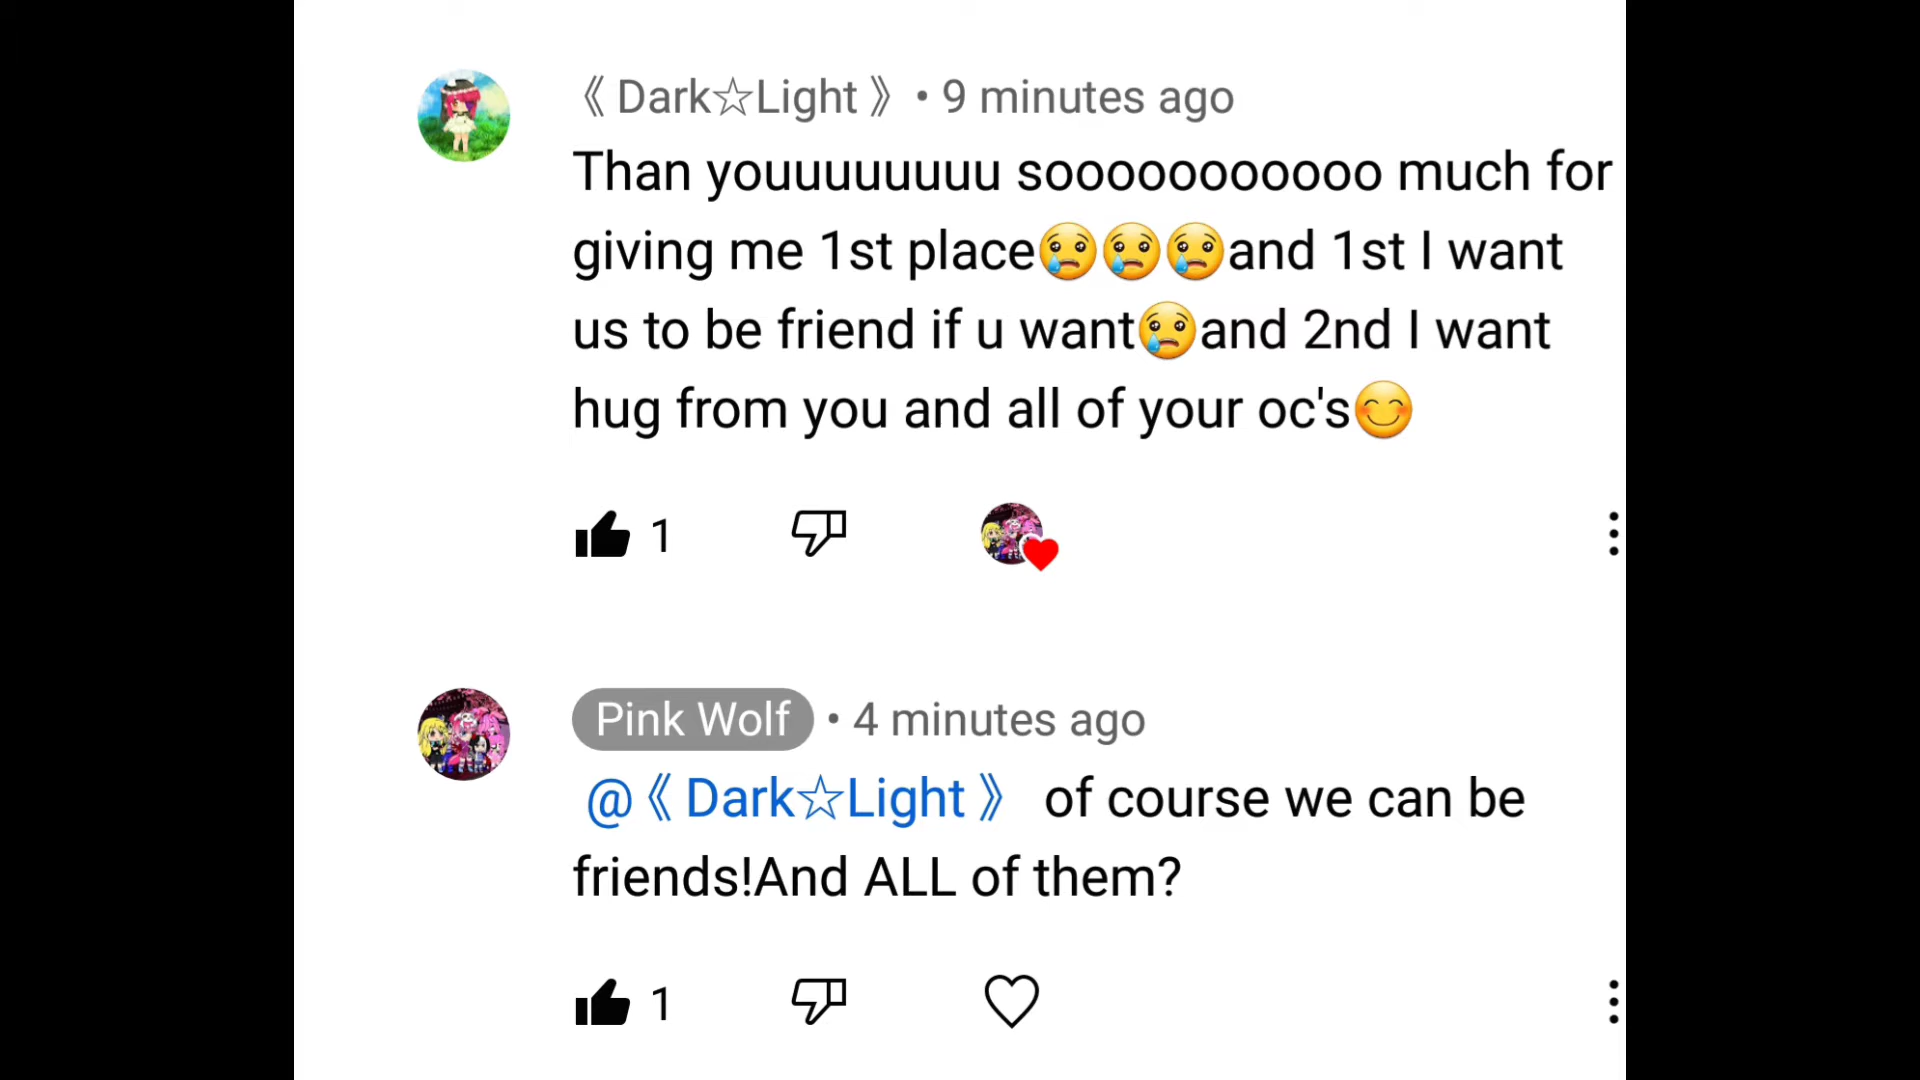 《 Dark☆Light 》 • 9 minutes ago
Than youuuuuuuu sooooooooooo much for
giving me 1st place😢😢😢and 1st I want
us to be friend if u want😢and 2nd I want
hug from you and all of your oc's😊
1
Pink Wolf • 4 minutes ago
@《 Dark☆Light 》 of course we can be
friends!And ALL of them?
1